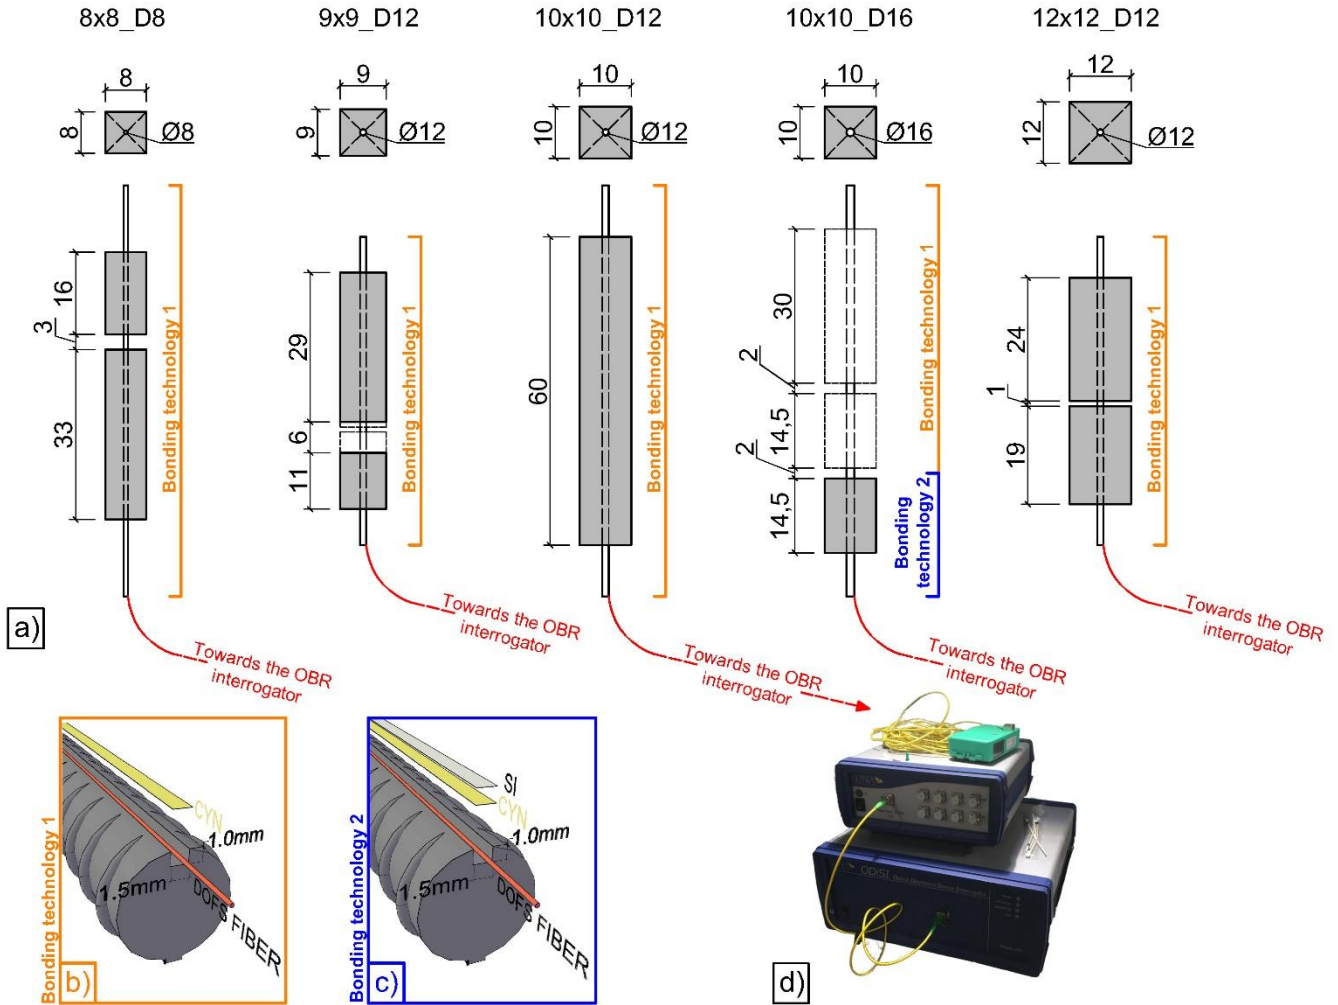 8x8_D8
9x9_D12
10x10_D12
10x10_D16
12x12_D12
8
8
Ø8
9
9
Ø12
10
10
Ø12
10
10
Ø16
12
12
Ø12
16
3
33
Bonding technology 1
29
6
11
Bonding technology 1
60
Bonding technology 1
30
2
14,5
2
14,5
Bonding technology 1
Bonding
technology 2
24
1
19
Bonding technology 1
a)
Towards the OBR
interrogator
Towards the OBR
interrogator
Towards the OBR
interrogator
Towards the OBR
interrogator
Towards the OBR
interrogator
Bonding technology 1
CYN
1.0mm
1.5mm
DOFS FIBER
b)
Bonding technology 2
SI
CYN
1.0mm
1.5mm
DOFS FIBER
c)
LUNA
ODiSI
d)